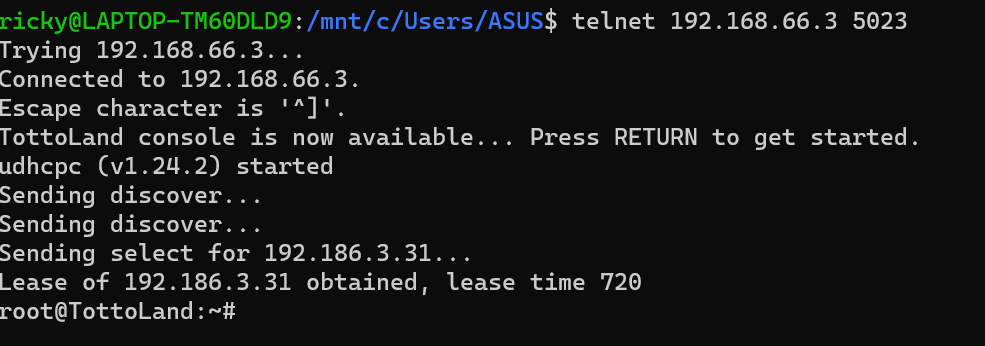 ricky@LAPTOP-TM60DLD9:/mnt/c/Users/ASUS$ telnet 192.168.66.3 5023
Trying 192.168.66.3...
Connected to 192.168.66.3.
Escape character is '^]'.
TottoLand console is now available... Press RETURN to get started.
udhcpc (v1.24.2) started
Sending discover...
Sending discover...
Sending select for 192.186.3.31...
Lease of 192.186.3.31 obtained, lease time 720
root@TottoLand:~#